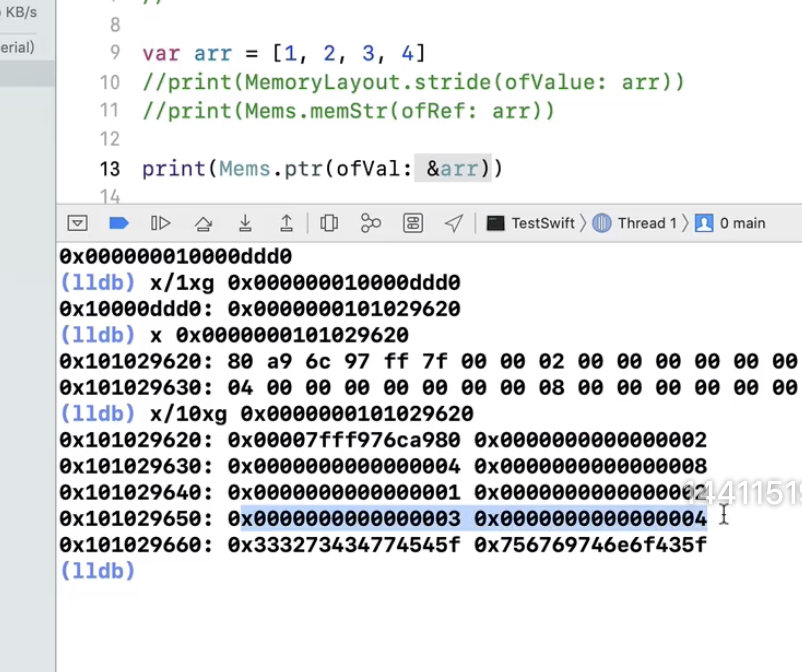 KB/s
erial)
8
9 var arr = [1, 2, 3, 4]
10 //print(MemoryLayout.stride(ofValue: arr))
11 //print(Mems.memStr(ofRef: arr))
12
13 print(Mems.ptr(ofVal: &arr))
14
TestSwift 〉 Thread 1 〉 0 main
0x000000010000ddd0
(lldb) x/1xg 0x000000010000ddd0
0x10000ddd0: 0x0000000101029620
(lldb) x 0x0000000101029620
0x101029620: 80 a9 6c 97 ff 7f 00 00 02 00 00 00 00 00 00
0x101029630: 04 00 00 00 00 00 00 00 08 00 00 00 00 00 00
(lldb) x/10xg 0x0000000101029620
0x101029620: 0x00007fff976ca980 0x0000000000000002
0x101029630: 0x0000000000000004 0x0000000000000008
0x101029640: 0x0000000000000001 0x0000000000000002
0x101029650: 0x0000000000000003 0x0000000000000004
0x101029660: 0x333273434774545f 0x756769746e6f435f
(lldb)